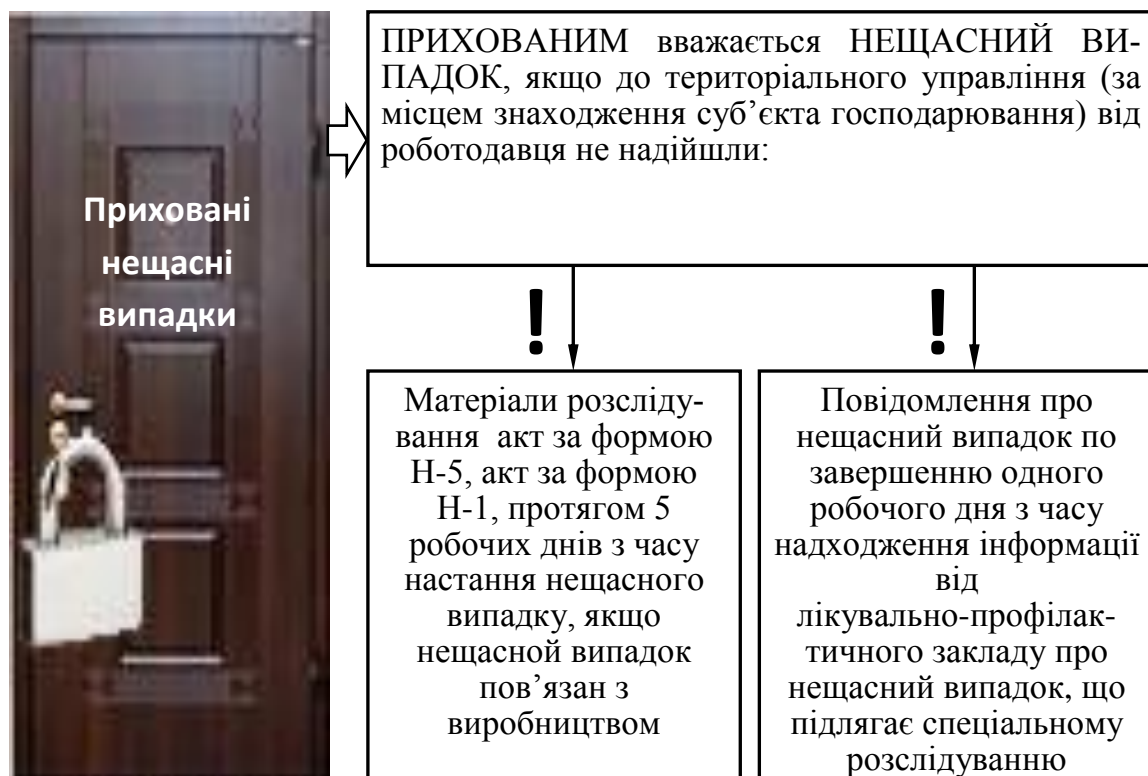 Приховані
нещасні
випадки
ПРИХОВАНИМ вважається НЕЩАСНИЙ ВИ-
ПАДОК, якщо до територіального управління (за
місцем знаходження суб’єкта господарювання) від
роботодавця не надійшли:
!
!
Матеріали розсліду-
вання акт за формою
Н-5, акт за формою
Н-1, протягом 5
робочих днів з часу
настання нещасного
випадку, якщо
нещасной випадок
пов’язан з
виробництвом
Повідомлення про
нещасний випадок по
завершенню одного
робочого дня з часу
надходження інформації
від
лікувально-профілак-
тичного закладу про
нещасний випадок, що
підлягає спеціальному
розслідуванню